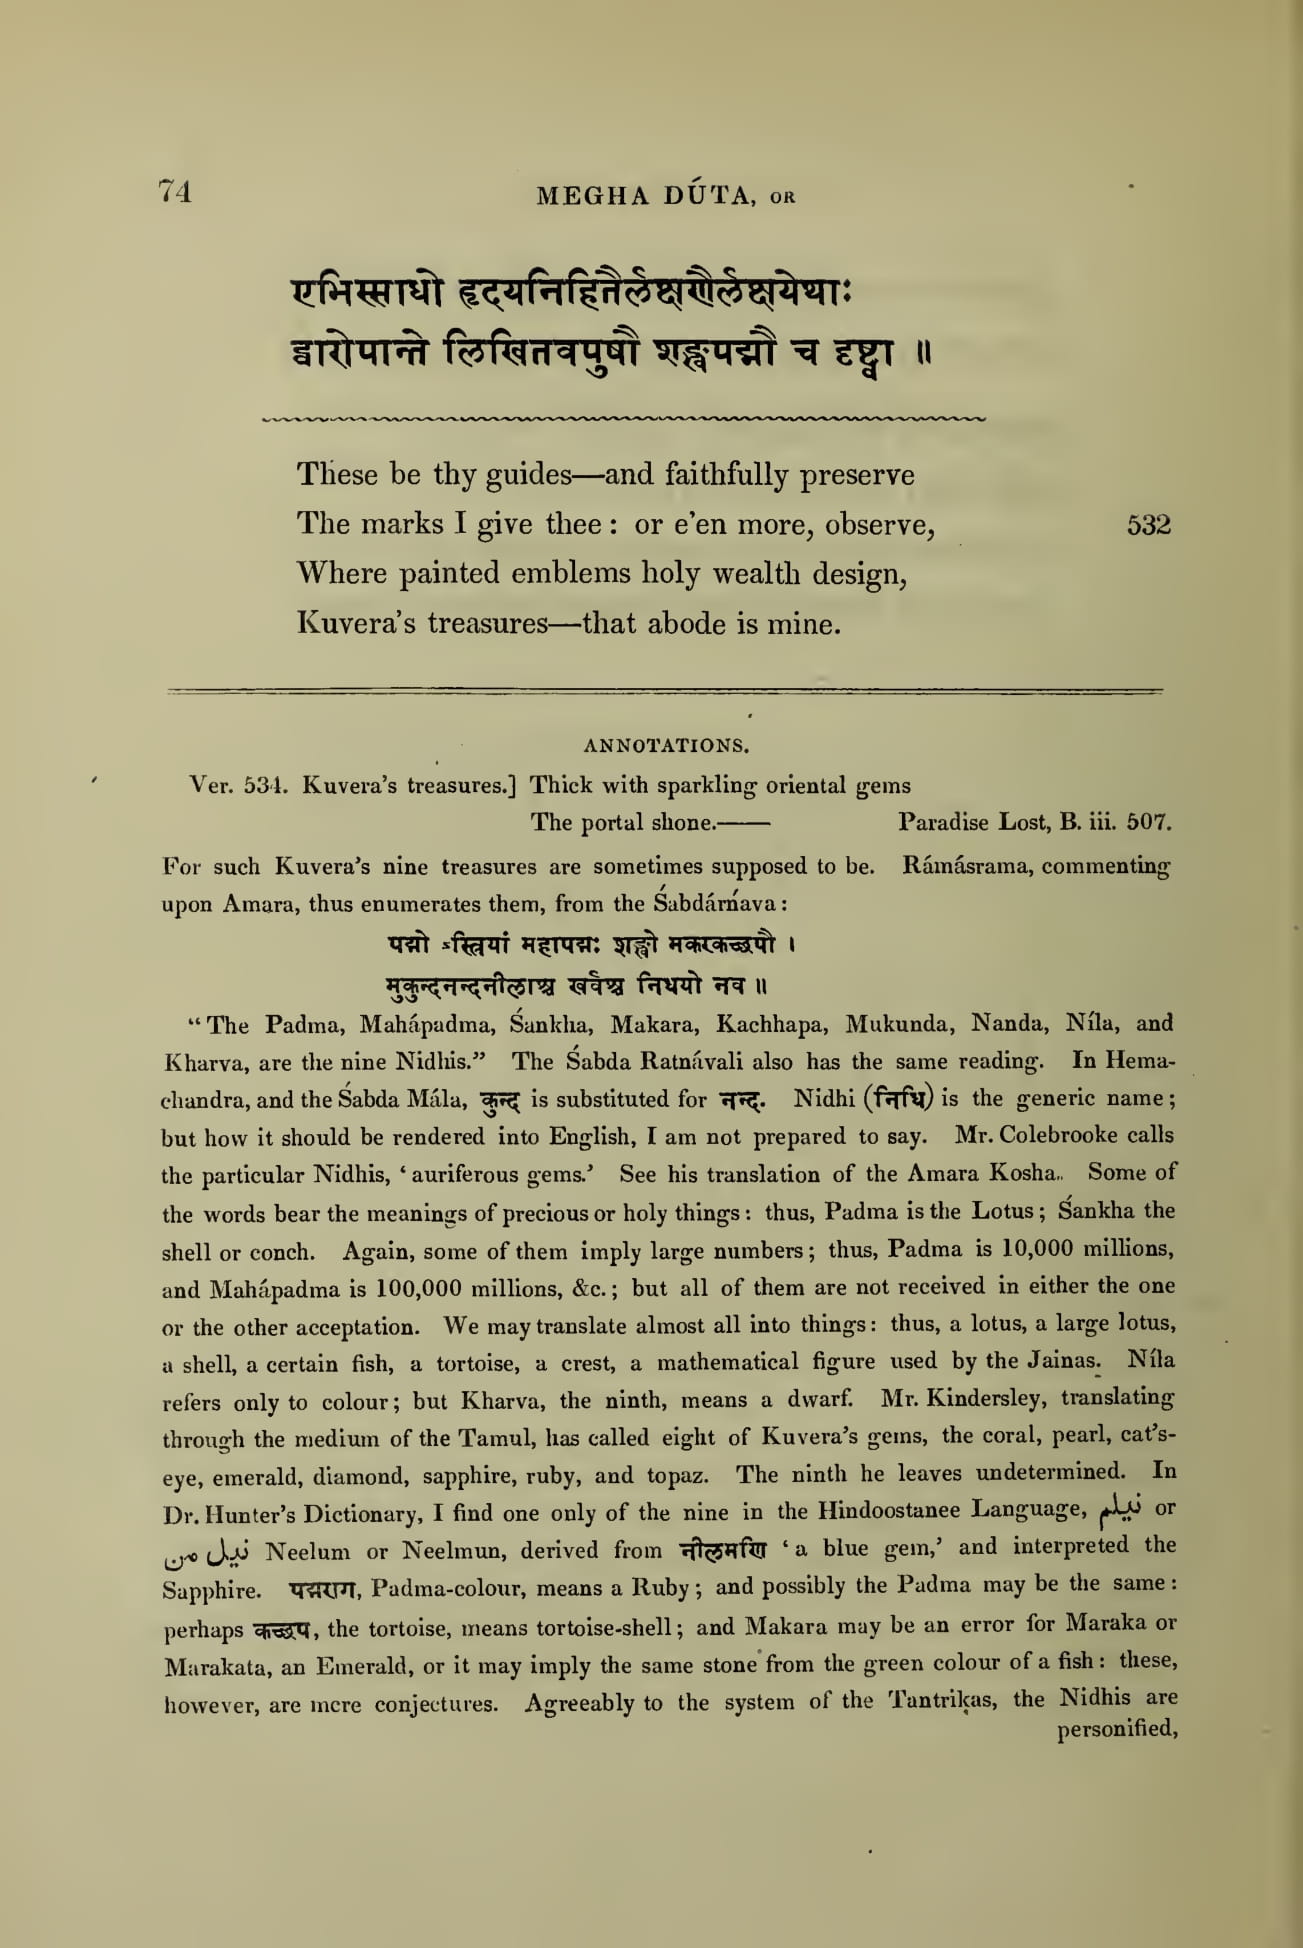 74
MEGHA DÚTA, OR
एभिस्साधो हृदयनिहितैर्लक्षणैर्लक्षयेथाः
द्वारोपान्ते लिखितवपुषौ शङ्खपद्मौ च दृष्ट्वा ॥
These be thy guides—and faithfully preserve
The marks I give thee : or e’en more, observe, 532
Where painted emblems holy wealth design,
Kuvera’s treasures—that abode is mine.
ANNOTATIONS.
Ver. 534. Kuvera’s treasures.] Thick with sparkling oriental gems
The portal shone.—— Paradise Lost, B. iii. 507.
For such Kuvera’s nine treasures are sometimes supposed to be. Rámásrama, commenting
upon Amara, thus enumerates them, from the Śabdárńava :
पद्मो ऽस्त्रियां महापद्मः शङ्खो मकरकच्छपौ ।
मुकुन्दनन्दनीलाश्च खर्वश्च निधयो नव ॥
“ The Padma, Mahápadma, Śankha, Makara, Kachhapa, Mukunda, Nanda, Níla, and
Kharva, are the nine Nidhis.” The Śabda Ratnávali also has the same reading. In Hema-
chandra, and the Śabda Mála, कुन्द is substituted for नन्द. Nidhi (निधि) is the generic name ;
but how it should be rendered into English, I am not prepared to say. Mr. Colebrooke calls
the particular Nidhis, ‘ auriferous gems.’ See his translation of the Amara Kosha.. Some of
the words bear the meanings of precious or holy things : thus, Padma is the Lotus ; Śankha the
shell or conch. Again, some of them imply large numbers ; thus, Padma is 10,000 millions,
and Mahápadma is 100,000 millions, &c. ; but all of them are not received in either the one
or the other acceptation. We may translate almost all into things : thus, a lotus, a large lotus,
a shell, a certain fish, a tortoise, a crest, a mathematical figure used by the Jainas. Níla
refers only to colour ; but Kharva, the ninth, means a dwarf. Mr. Kindersley, translating
through the medium of the Tamul, has called eight of Kuvera’s gems, the coral, pearl, cat’s-
eye, emerald, diamond, sapphire, ruby, and topaz. The ninth he leaves undetermined. In
Dr. Hunter’s Dictionary, I find one only of the nine in the Hindoostanee Language, نیلم or
نیل من Neelum or Neelmun, derived from नीलमणि ‘ a blue gem,’ and interpreted the
Sapphire. पद्मराग, Padma-colour, means a Ruby ; and possibly the Padma may be the same :
perhaps कच्छप, the tortoise, means tortoise-shell ; and Makara may be an error for Maraka or
Marakata, an Emerald, or it may imply the same stone from the green colour of a fish : these,
however, are mere conjectures. Agreeably to the system of the Tantrikas, the Nidhis are
personified,